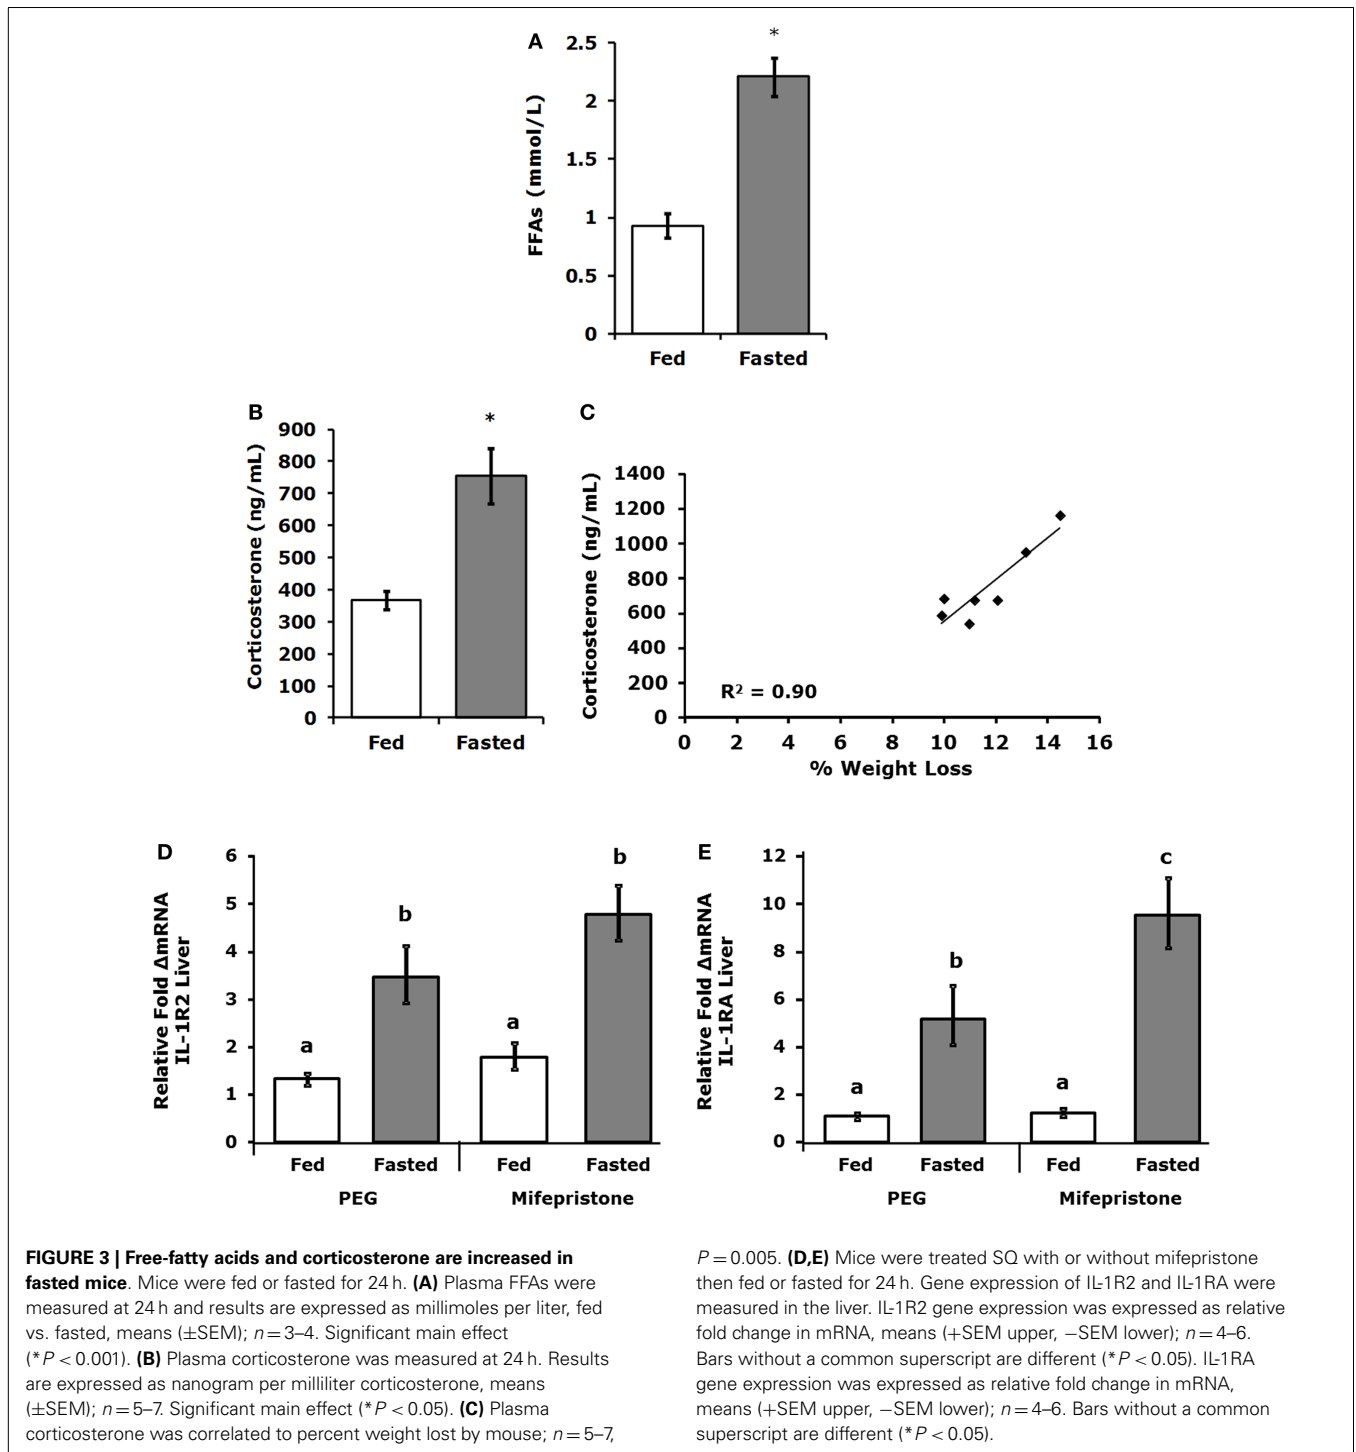 A
*
2.5
2
1.5
1
0.5
0
FFAs (mmol/L)
Fed Fasted
B
*
900
800
700
600
500
400
300
200
100
0
Corticosterone (ng/mL)
Fed Fasted
C
1400
1200
1000
800
600
400
200
0
Corticosterone (ng/mL)
R² = 0.90
0 2 4 6 8 10 12 14 16
% Weight Loss
D
6
5
4
3
2
1
0
Relative Fold ΔmRNA
IL-1R2 Liver
a b a b
Fed Fasted Fed Fasted
PEG Mifepristone
E
12
10
8
6
4
2
0
Relative Fold ΔmRNA
IL-1RA Liver
a b a c
Fed Fasted Fed Fasted
PEG Mifepristone
FIGURE 3 | Free-fatty acids and corticosterone are increased in
fasted mice. Mice were fed or fasted for 24 h. (A) Plasma FFAs were
measured at 24 h and results are expressed as millimoles per liter, fed
vs. fasted, means (±SEM); n = 3–4. Significant main effect
(*P < 0.001). (B) Plasma corticosterone was measured at 24 h. Results
are expressed as nanogram per milliliter corticosterone, means
(±SEM); n = 5–7. Significant main effect (*P < 0.05). (C) Plasma
corticosterone was correlated to percent weight lost by mouse; n = 5–7,
P = 0.005. (D,E) Mice were treated SQ with or without mifepristone
then fed or fasted for 24 h. Gene expression of IL-1R2 and IL-1RA were
measured in the liver. IL-1R2 gene expression was expressed as relative
fold change in mRNA, means (+SEM upper, −SEM lower); n = 4–6.
Bars without a common superscript are different (*P < 0.05). IL-1RA
gene expression was expressed as relative fold change in mRNA,
means (+SEM upper, −SEM lower); n = 4–6. Bars without a common
superscript are different (*P < 0.05).